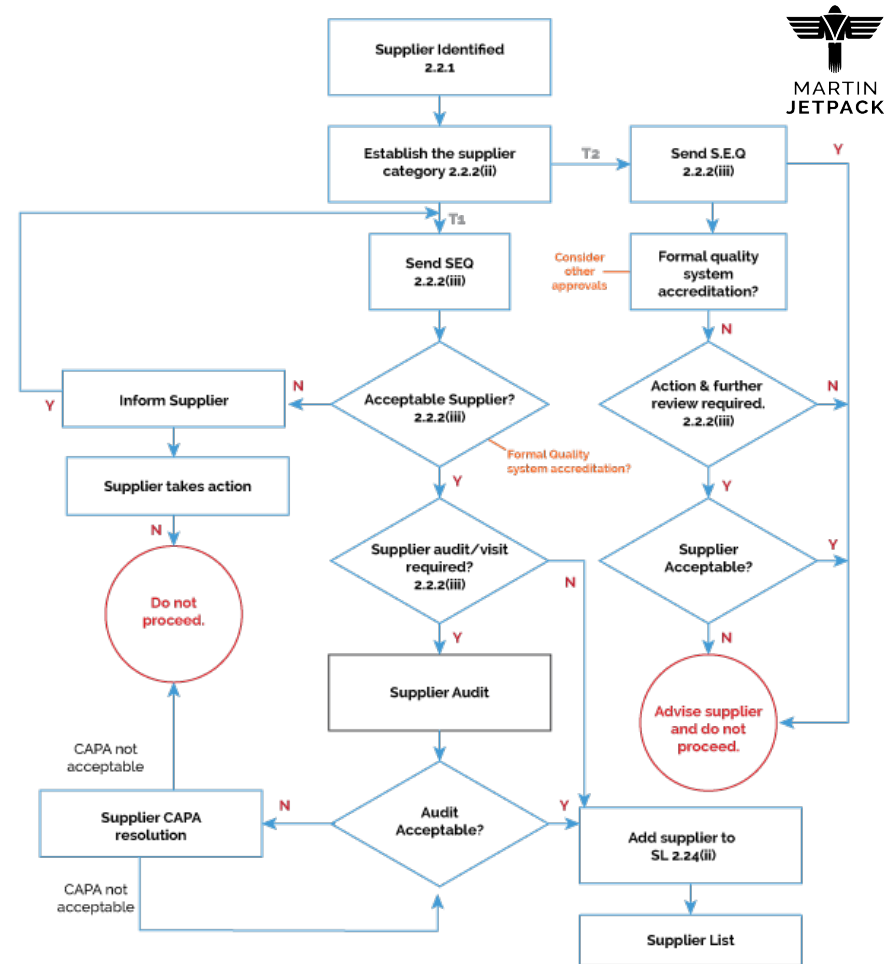 MARTIN
JETPACK
Supplier Identified
2.2.1
Establish the supplier
category 2.2.2(ii)
T2
Send S.E.Q
2.2.2(iii)
Y
T1
Send SEQ
2.2.2(iii)
Consider
other
approvals
Formal quality
system
accreditation?
N
Inform Supplier
Y
N
Acceptable Supplier?
2.2.2(iii)
Formal Quality
system accreditation?
Y
Action & further
review required.
2.2.2(iii)
N
Y
Supplier takes action
N
Do not
proceed.
Supplier audit/visit
required?
2.2.2(iii)
N
Y
Supplier
Acceptable?
Y
N
Supplier Audit
Advise supplier
and do not
proceed.
CAPA not
acceptable
Supplier CAPA
resolution
N
Audit
Acceptable?
Y
Add supplier to
SL 2.24(ii)
CAPA not
acceptable
Supplier List